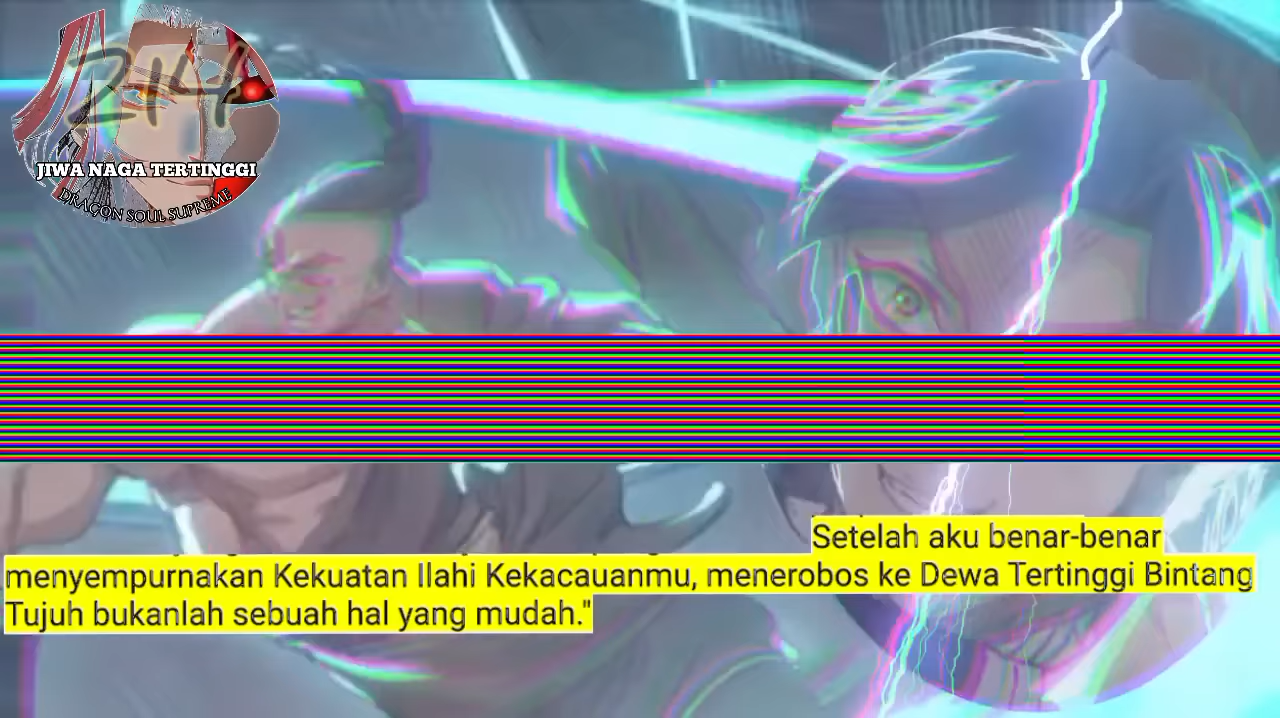 214
JIWA NAGA TERTINGGI
DRAGON SOUL SUPREME
Setelah aku benar-benar
menyempurnakan Kekuatan Ilahi Kekacauanmu, menerobos ke Dewa Tertinggi Bintang
Tujuh bukanlah sebuah hal yang mudah."